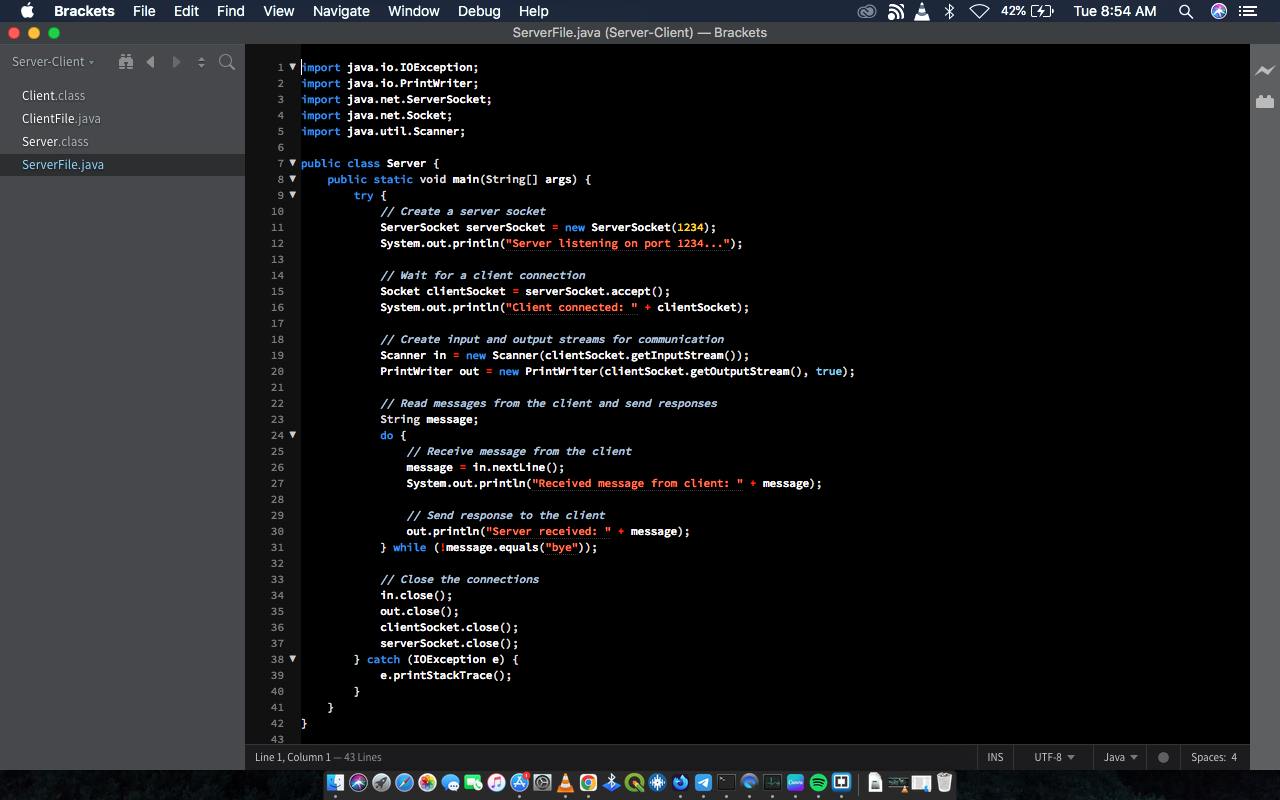 Brackets File Edit Find View Navigate Window Debug Help 42% Tue 8:54 AM
ServerFile.java (Server-Client) — Brackets
Server-Client
Client.class
ClientFile.java
Server.class
ServerFile.java
1 import java.io.IOException;
2 import java.io.PrintWriter;
3 import java.net.ServerSocket;
4 import java.net.Socket;
5 import java.util.Scanner;
6
7 public class Server {
8     public static void main(String[] args) {
9         try {
10             // Create a server socket
11             ServerSocket serverSocket = new ServerSocket(1234);
12             System.out.println("Server listening on port 1234...");
13
14             // Wait for a client connection
15             Socket clientSocket = serverSocket.accept();
16             System.out.println("Client connected: " + clientSocket);
17
18             // Create input and output streams for communication
19             Scanner in = new Scanner(clientSocket.getInputStream());
20             PrintWriter out = new PrintWriter(clientSocket.getOutputStream(), true);
21
22             // Read messages from the client and send responses
23             String message;
24             do {
25                 // Receive message from the client
26                 message = in.nextLine();
27                 System.out.println("Received message from client: " + message);
28
29                 // Send response to the client
30                 out.println("Server received: " + message);
31             } while (!message.equals("bye"));
32
33             // Close the connections
34             in.close();
35             out.close();
36             clientSocket.close();
37             serverSocket.close();
38         } catch (IOException e) {
39             e.printStackTrace();
40         }
41     }
42 }
43
Line 1, Column 1 — 43 Lines INS UTF-8 Java Spaces: 4